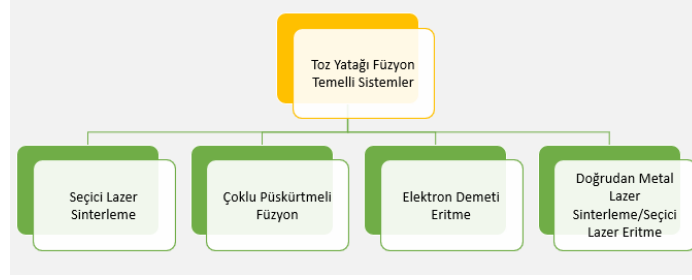 Toz Yatağı Füzyon
Temelli Sistemler
Seçici Lazer
Sinterleme
Çoklu Püskürtmeli
Füzyon
Elektron Demeti
Eritme
Doğrudan Metal
Lazer
Sinterleme/Seçici
Lazer Eritme